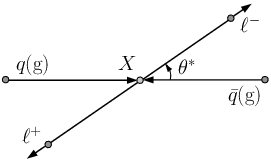 ℓ⁻
q(g)
X
θ*
q̄(g)
ℓ⁺